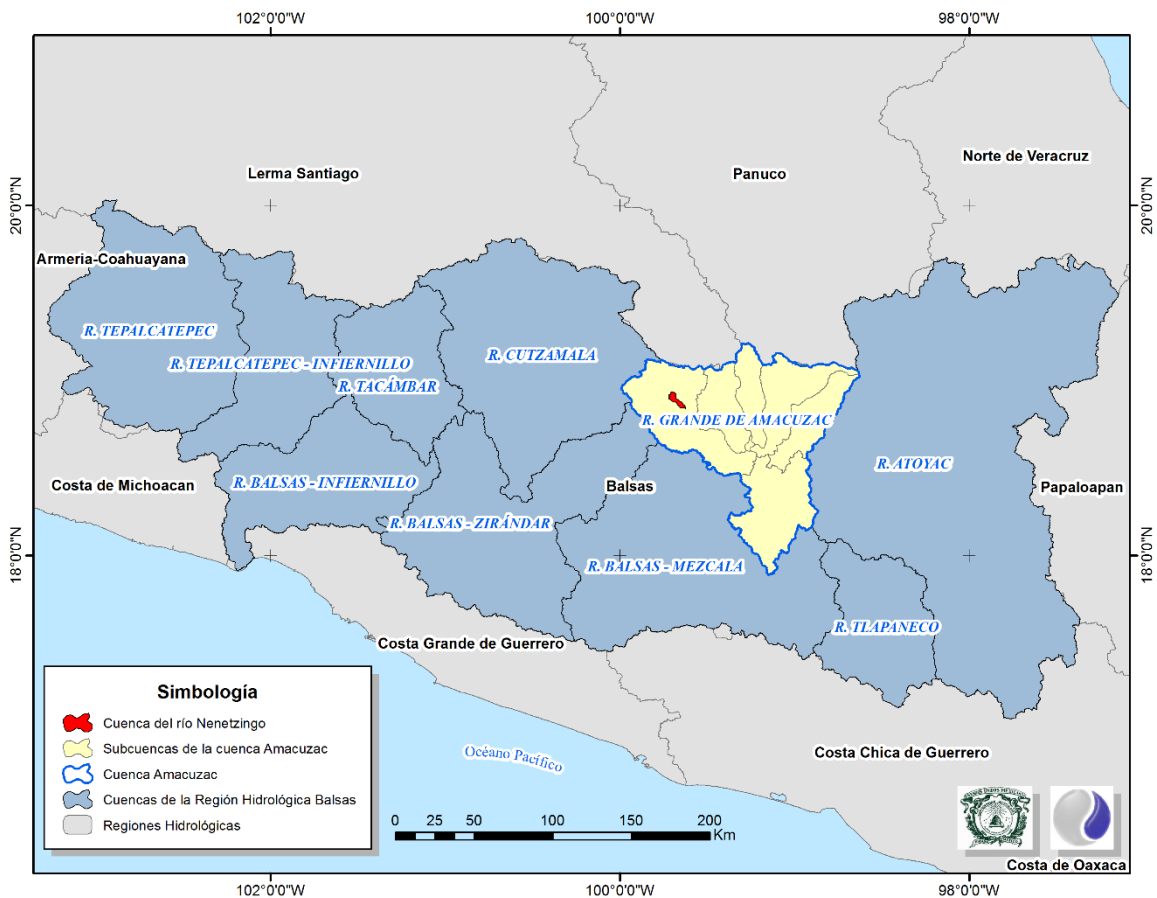 102°0'0"W
100°0'0"W
98°0'0"W
Norte de Veracruz
Lerma Santiago
Panuco
20°0'0"N
20°0'0"N
Armeria-Coahuayana
R. TEPALCATEPEC
R. TEPALCATEPEC - INFIERNILLO
R. CUTZAMALA
R. TACÁMBAR
R. GRANDE DE AMACUZAC
R. ATOYAC
Costa de Michoacan
R. BALSAS - INFIERNILLO
Balsas
Papaloapan
R. BALSAS - ZIRÁNDAR
18°0'0"N
18°0'0"N
R. BALSAS - MEZCALA
R. TLAPANECO
Costa Grande de Guerrero
Simbología
Cuenca del río Nenetzingo
Subcuencas de la cuenca Amacuzac
Cuenca Amacuzac
Cuencas de la Región Hidrológica Balsas
Regiones Hidrológicas
Océano Pacífico
Costa Chica de Guerrero
0 25 50 100 150 200
Km
Costa de Oaxaca
102°0'0"W
100°0'0"W
98°0'0"W